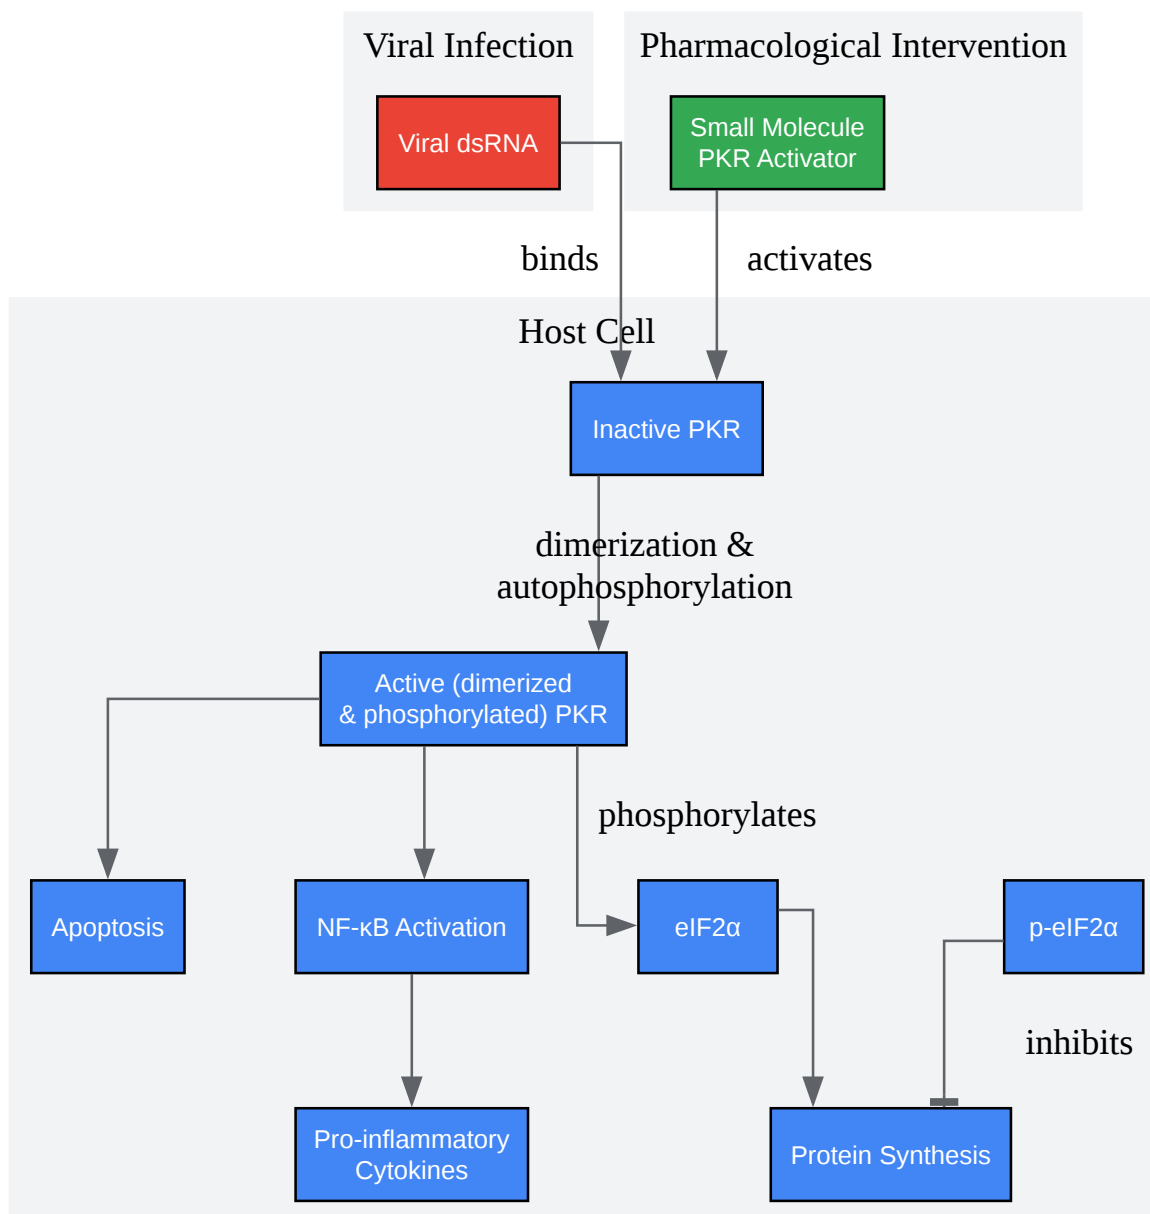 Viral Infection
Pharmacological Intervention
Viral dsRNA
Small Molecule
PKR Activator
binds
activates
Host Cell
Inactive PKR
dimerization &
autophosphorylation
Active (dimerized
& phosphorylated) PKR
phosphorylates
Apoptosis
NF-κB Activation
eIF2α
p-eIF2α
inhibits
Pro-inflammatory
Cytokines
Protein Synthesis